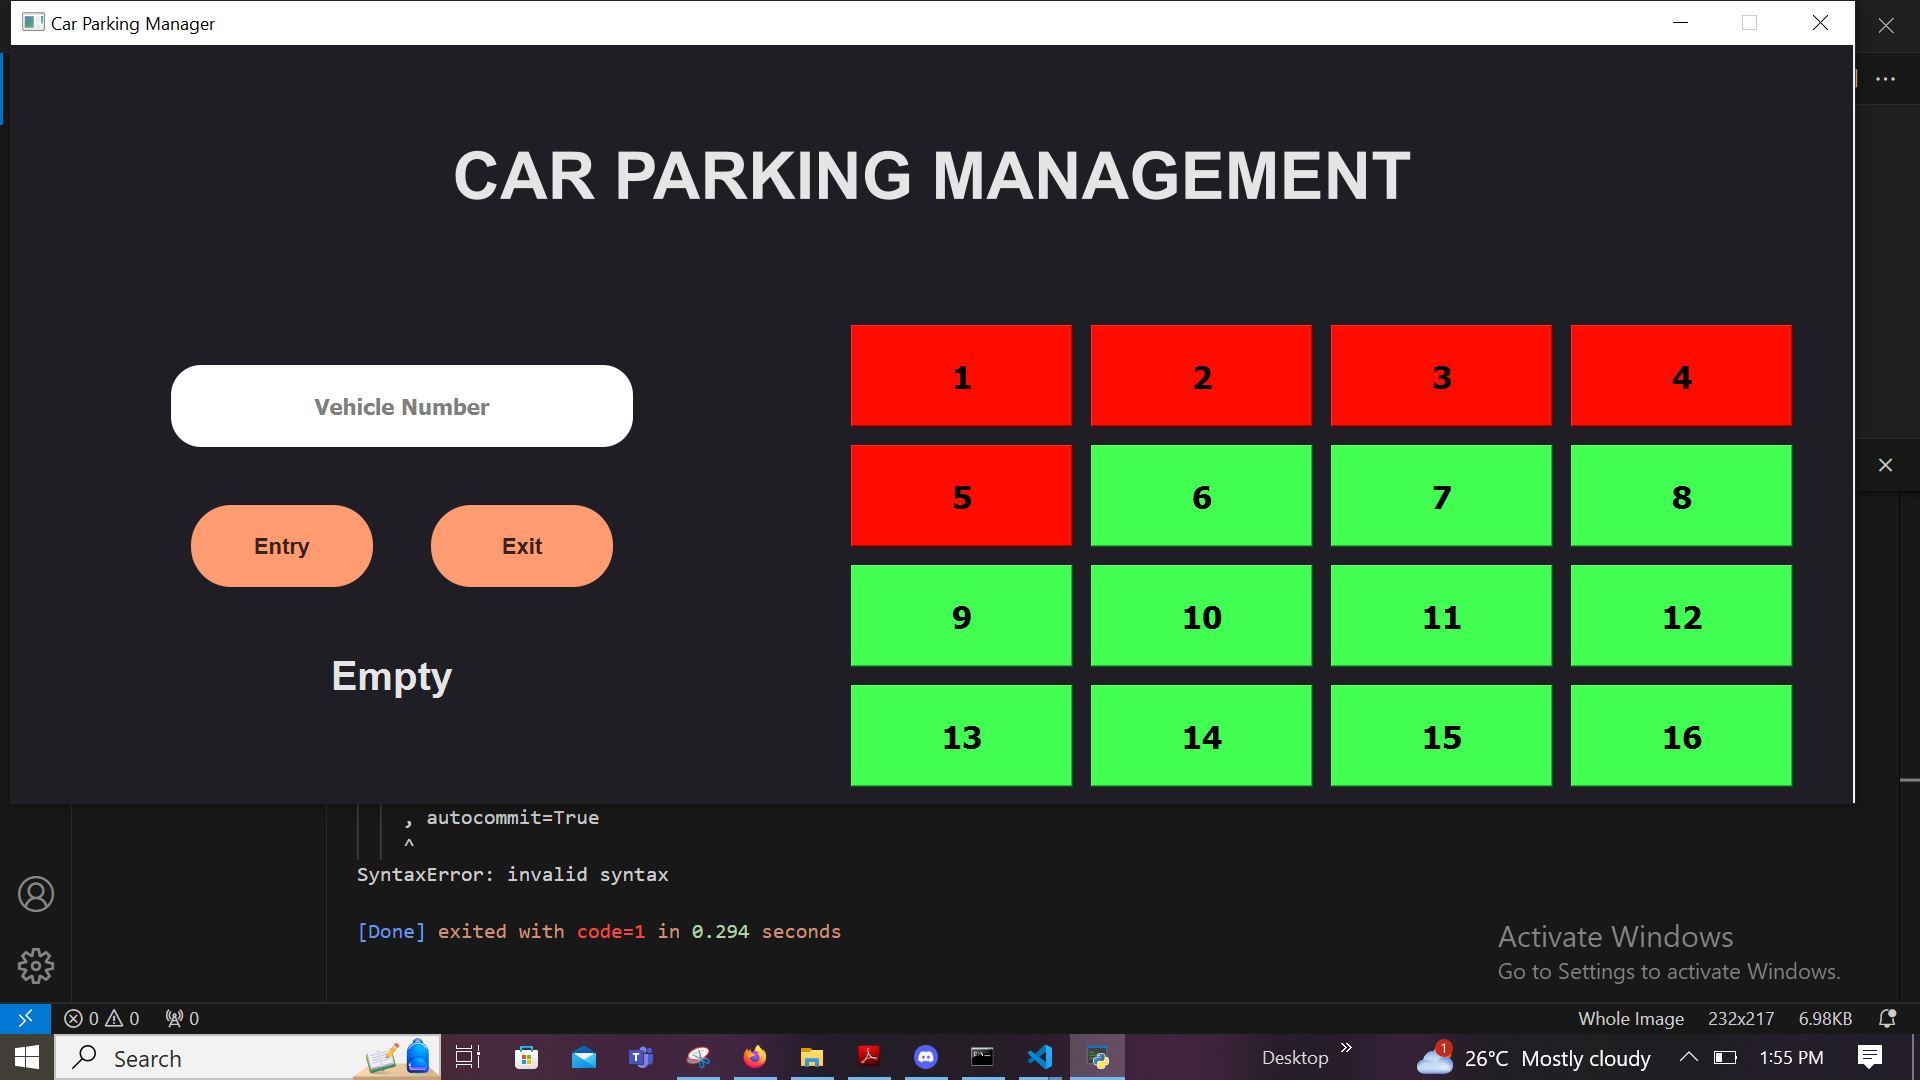 Car Parking Manager
CAR PARKING MANAGEMENT
Vehicle Number
Entry Exit
Empty
1 2 3 4
5 6 7 8
9 10 11 12
13 14 15 16
, autocommit=True
^
SyntaxError: invalid syntax
[Done] exited with code=1 in 0.294 seconds
Activate Windows
Go to Settings to activate Windows.
0 0 0 Whole Image 232x217 6.98KB
Search Desktop 1 26°C Mostly cloudy 1:55 PM